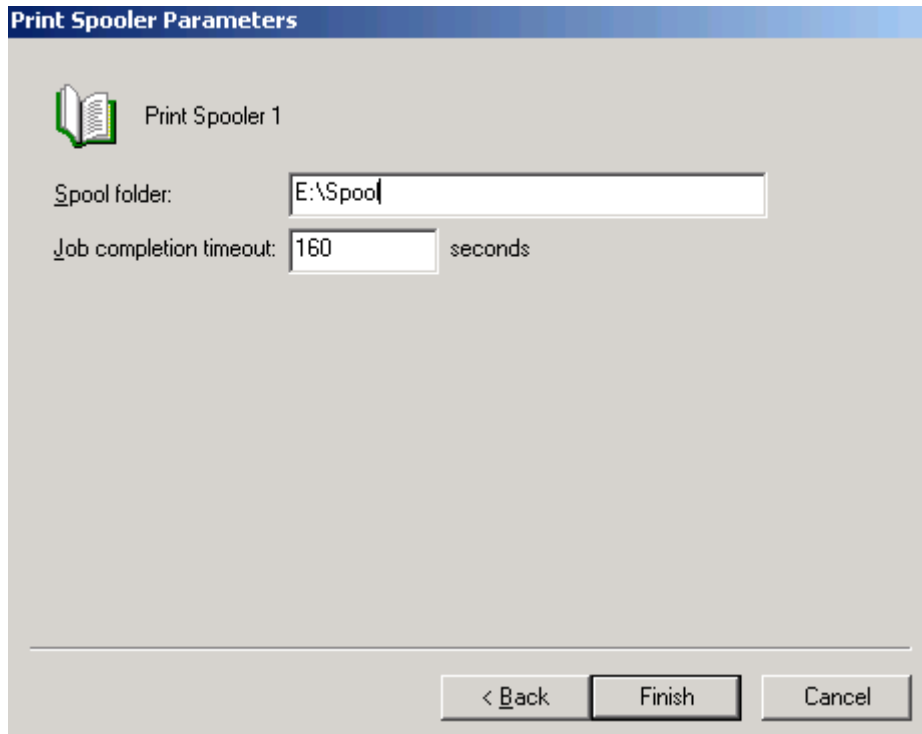 Print Spooler Parameters
Print Spooler 1
Spool folder: E:\Spool
Job completion timeout: 160 seconds
< Back Finish Cancel